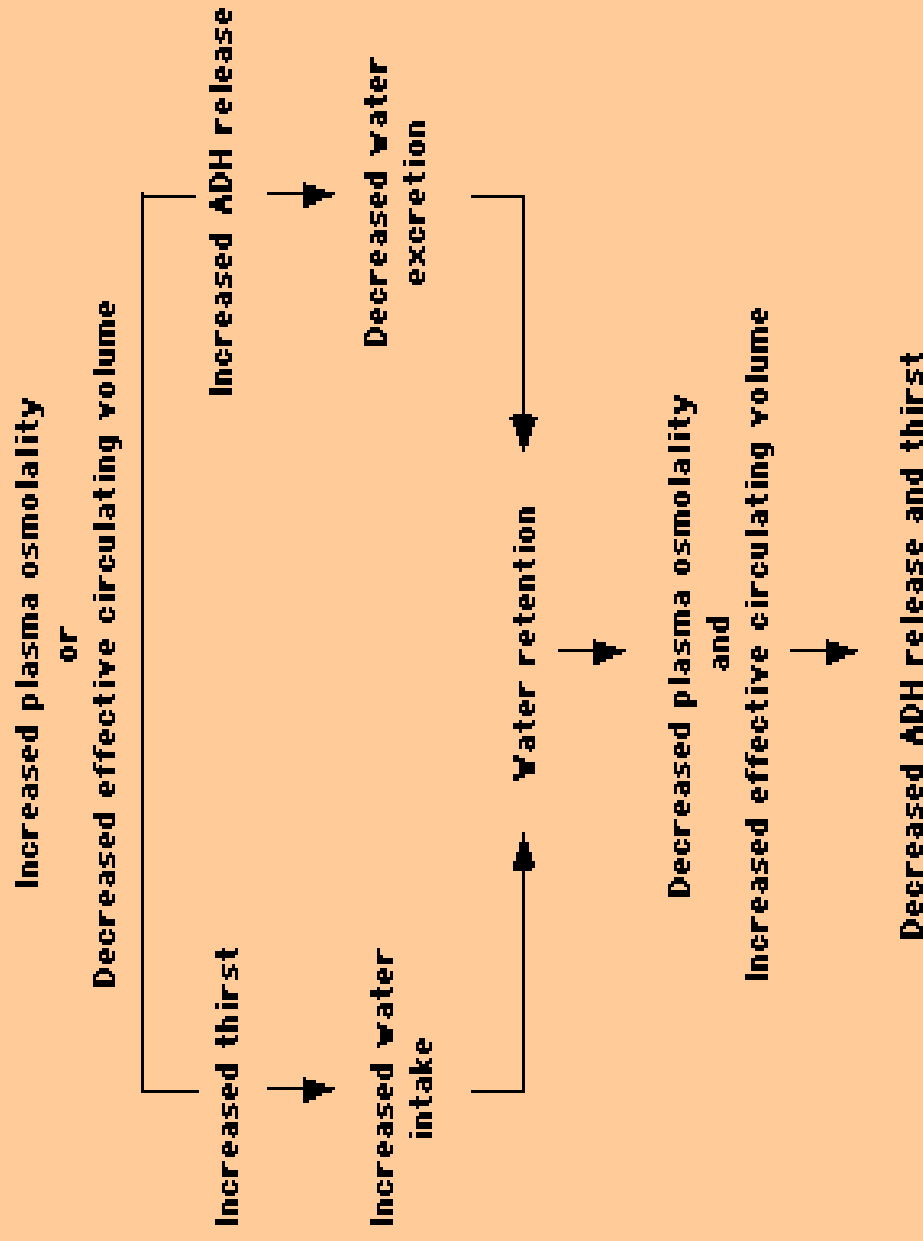 Increased plasma osmolality
or
Decreased effective circulating volume
Increased thirst
Increased ADH release
Increased water
intake
Decreased water
excretion
Water retention
Decreased plasma osmolality
and
Increased effective circulating volume
Decreased ADH release and thirst